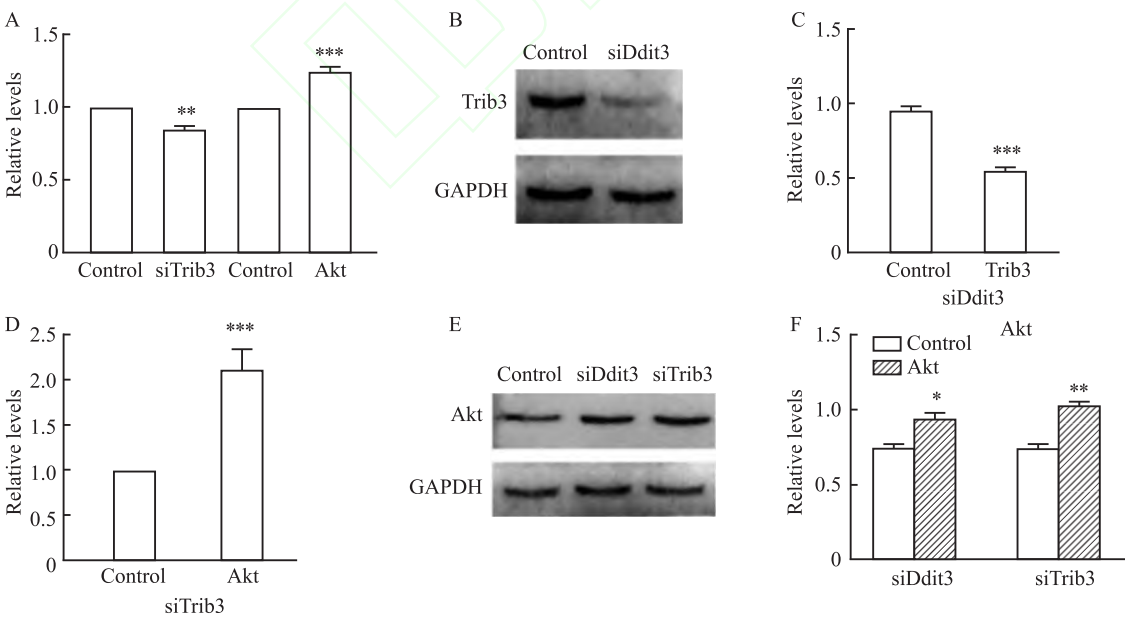 A
Relative levels
1.5
1.0
0.5
0
**
***
Control siTrib3 Control Akt
B
Control siDdit3
Trib3
GAPDH
C
Relative levels
1.5
1.0
0.5
0
***
Control Trib3
siDdit3
D
Relative levels
2.5
2.0
1.5
1.0
0.5
0
***
Control Akt
siTrib3
E
Control siDdit3 siTrib3
Akt
GAPDH
F
Akt
Relative levels
1.5
1.0
0.5
0
Control
Akt
*
**
siDdit3 siTrib3